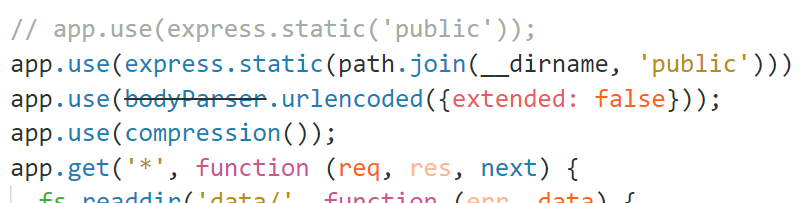 // app.use(express.static('public'));
app.use(express.static(path.join(__dirname, 'public')))
app.use(bodyParser.urlencoded({extended: false}));
app.use(compression());
app.get('*', function (req, res, next) {
fs.readdir('data/', function (err, data) {